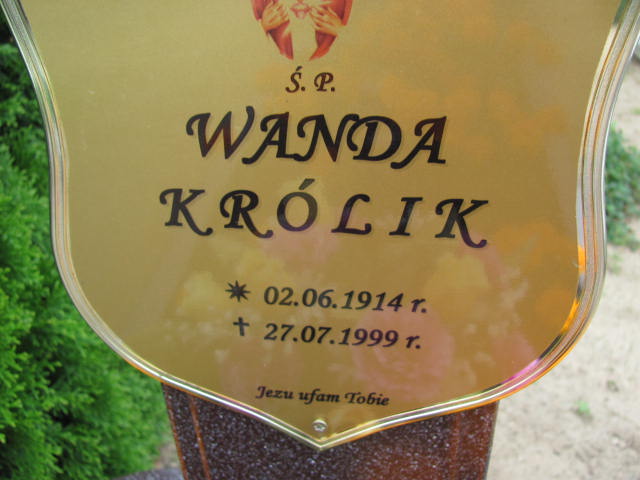 Ś. P.
WANDA
KRÓLIK
✷ 02.06.1914 r.
✝ 27.07.1999 r.
Jezu ufam Tobie